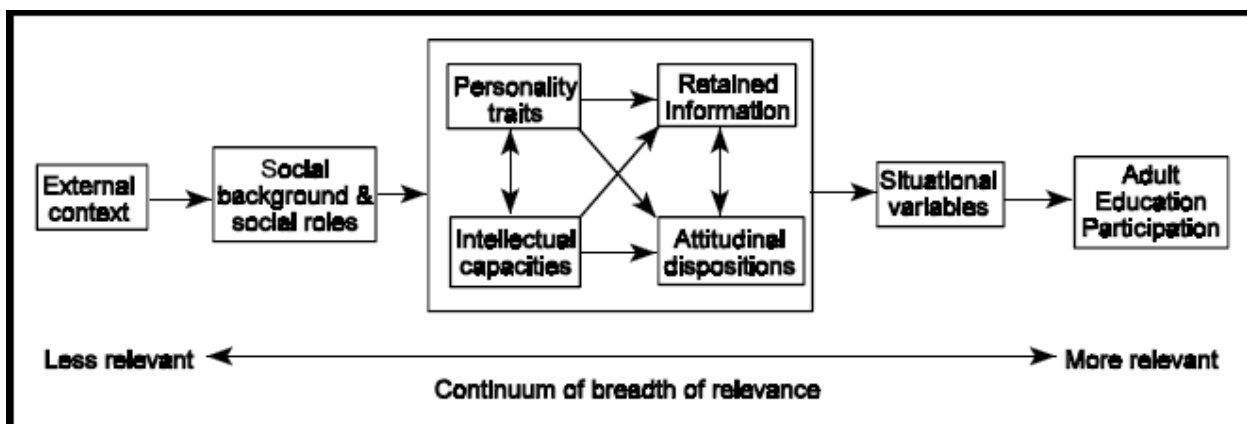 External
context
Social
background &
social roles
Personality
traits
Retained
Information
Intellectual
capacities
Attitudinal
dispositions
Situational
variables
Adult
Education
Participation
Less relevant
More relevant
Continuum of breadth of relevance